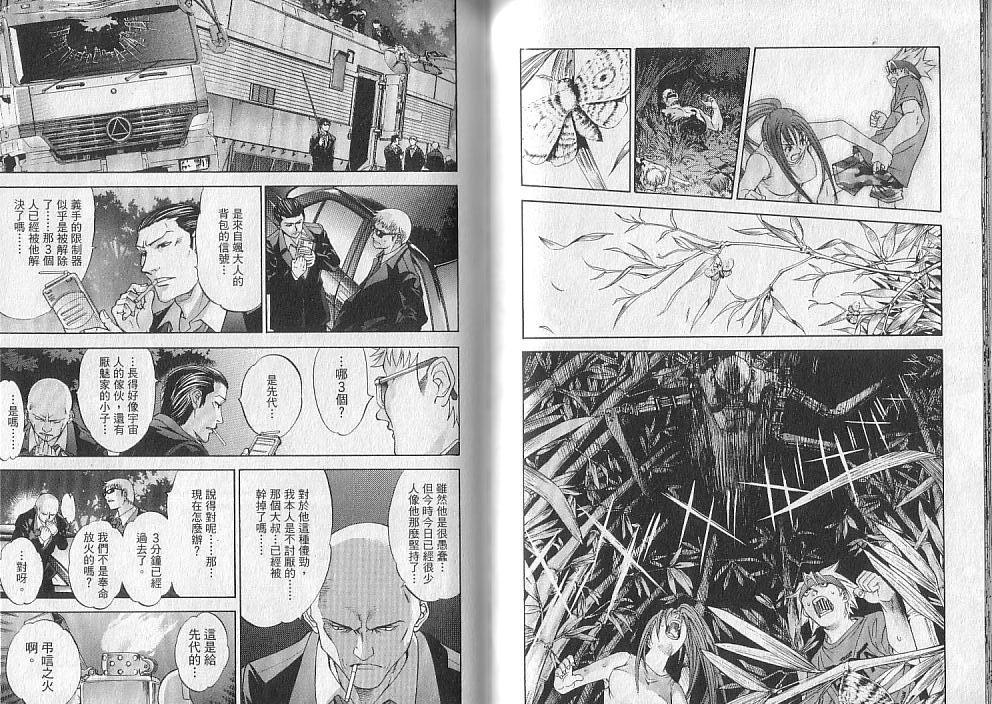 是來自颯大人的
背包的信號…
義手的限制器
似乎是被解除
了……那3個
人已經被他解
決了嗎……
…哪3個？
是先代…
…長得好像宇宙
人的傢伙，還有
厭魅家的小子…
…是嗎……
雖然他是很愚蠢…
但今時今日已經很少
人像他那麼堅持了…
對於他這種傻勁，
我本人是不討厭的……
那個大叔…已經被
幹掉了嗎……
說得對呢……那…
現在怎麼辦？
3分鐘已經
過去了。
我們不是奉命
放火的嗎？
…對呀。
這是給
先代的…
弔唁之火
啊。